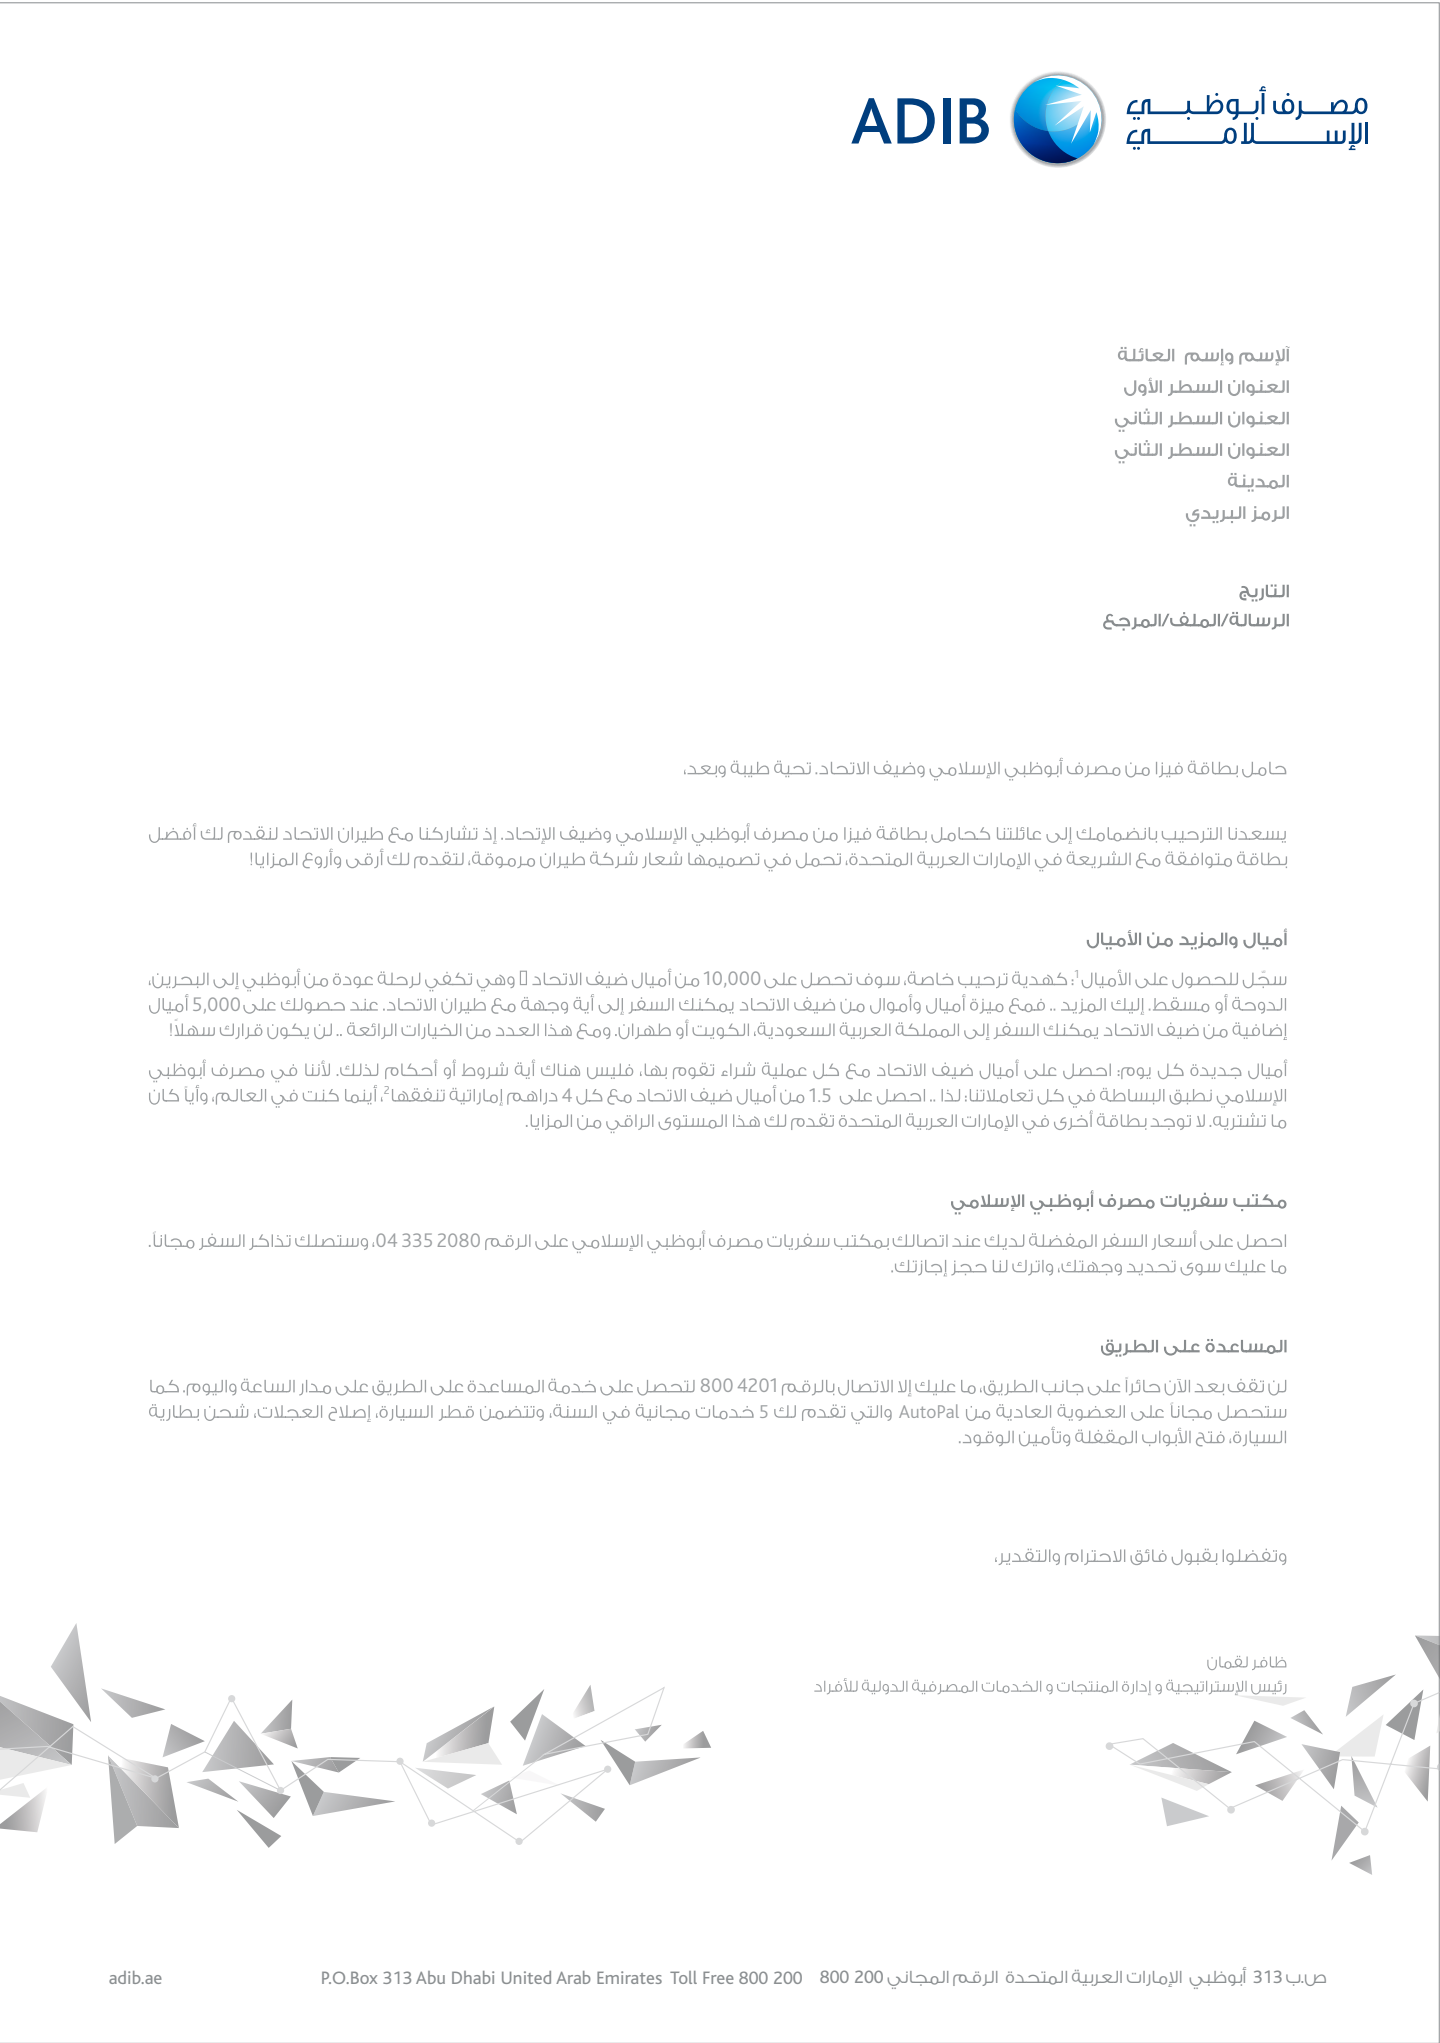 ADIB
مصرف أبوظبي
الإسلامي
آلإسم وإسم العائلة
العنوان السطر الأول
العنوان السطر الثاني
العنوان السطر الثاني
المدينة
الرمز البريدي
التاريخ
الرسالة/الملف/المرجع
حامل بطاقة فيزا من مصرف أبوظبي الإسلامي وضيف الاتحاد. تحية طيبة وبعد،
يسعدنا الترحيب بانضمامك إلى عائلتنا كحامل بطاقة فيزا من مصرف أبوظبي الإسلامي وضيف الإتحاد. إذ تشاركنا مع طيران الاتحاد لنقدم لك أفضل
بطاقة متوافقة مع الشريعة في الإمارات العربية المتحدة، تحمل في تصميمها شعار شركة طيران مرموقة، لتقدم لك أرقى وأروع المزايا!
أميال والمزيد من الأميال
سجّل للحصول على الأميال¹: كهدية ترحيب خاصة، سوف تحصل على 10,000 من أميال ضيف الاتحاد ▯ وهي تكفي لرحلة عودة من أبوظبي إلى البحرين،
الدوحة أو مسقط. إليك المزيد .. فمع ميزة أميال وأموال من ضيف الاتحاد يمكنك السفر إلى أية وجهة مع طيران الاتحاد. عند حصولك على 5,000 أميال
إضافية من ضيف الاتحاد يمكنك السفر إلى المملكة العربية السعودية، الكويت أو طهران. ومع هذا العدد من الخيارات الرائعة .. لن يكون قرارك سهلاً!
أميال جديدة كل يوم: احصل على أميال ضيف الاتحاد مع كل عملية شراء تقوم بها، فليس هناك أية شروط أو أحكام لذلك. لأننا في مصرف أبوظبي
الإسلامي نطبق البساطة في كل تعاملاتنا: لذا .. احصل على 1.5 من أميال ضيف الاتحاد مع كل 4 دراهم إماراتية تنفقها²، أينما كنت في العالم، وأياً كان
ما تشتريه. لا توجد بطاقة أخرى في الإمارات العربية المتحدة تقدم لك هذا المستوى الراقي من المزايا.
مكتب سفريات مصرف أبوظبي الإسلامي
احصل على أسعار السفر المفضلة لديك عند اتصالك بمكتب سفريات مصرف أبوظبي الإسلامي على الرقم 2080 335 04، وستصلك تذاكر السفر مجاناً.
ما عليك سوى تحديد وجهتك، واترك لنا حجز إجازتك.
المساعدة على الطريق
لن تقف بعد الآن حائراً على جانب الطريق، ما عليك إلا الاتصال بالرقم 4201 800 لتحصل على خدمة المساعدة على الطريق على مدار الساعة واليوم. كما
ستحصل مجاناً على العضوية العادية من AutoPal والتي تقدم لك 5 خدمات مجانية في السنة، وتتضمن قطر السيارة، إصلاح العجلات، شحن بطارية
السيارة، فتح الأبواب المقفلة وتأمين الوقود.
وتفضلوا بقبول فائق الاحترام والتقدير،
ظافر لقمان
رئيس الإستراتيجية و إدارة المنتجات و الخدمات المصرفية الدولية للأفراد
ص.ب 313 أبوظبي الإمارات العربية المتحدة الرقم المجاني 200 800
P.O.Box 313 Abu Dhabi United Arab Emirates Toll Free 800 200
adib.ae